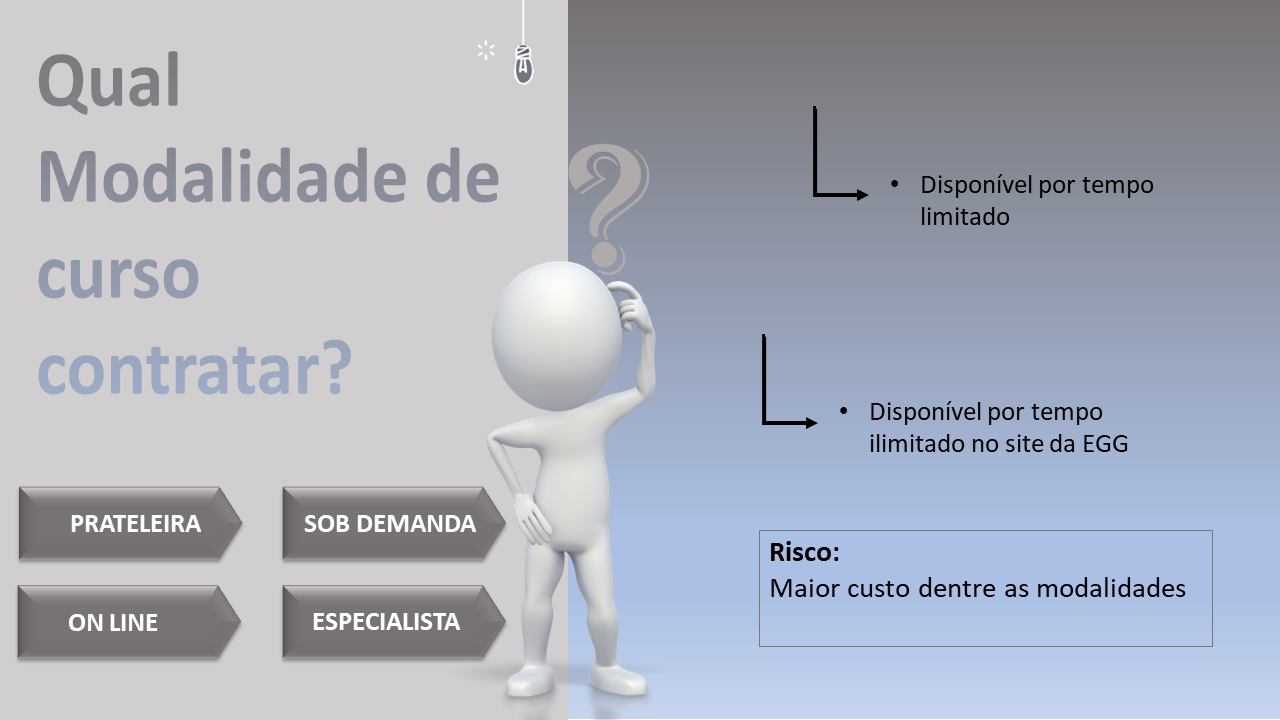 Qual
Modalidade de
curso
contratar?
PRATELEIRA
SOB DEMANDA
ON LINE
ESPECIALISTA
?
• Disponível por tempo
limitado
• Disponível por tempo
ilimitado no site da EGG
Risco:
Maior custo dentre as modalidades